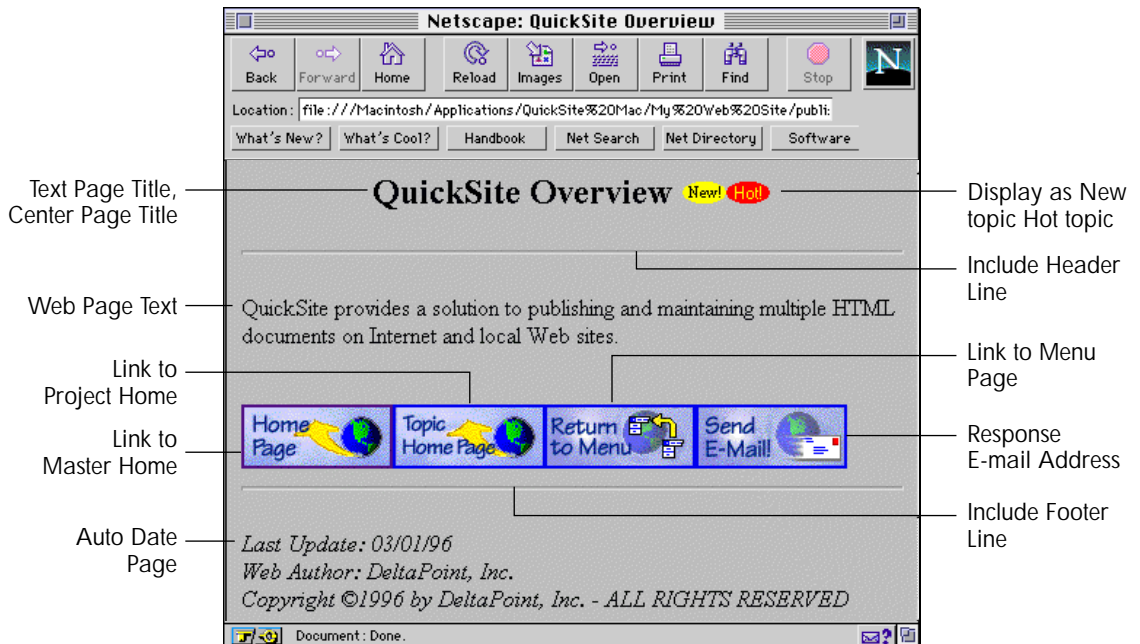 Netscape: QuickSite Overview
Back Forward Home Reload Images Open Print Find Stop N
Location: file:///Macintosh/Applications/QuickSite%20Mac/My%20Web%20Site/publi:
What's New? What's Cool? Handbook Net Search Net Directory Software
Text Page Title,
Center Page Title
QuickSite Overview New! Hot!
Display as New
topic Hot topic
Include Header
Line
Web Page Text
QuickSite provides a solution to publishing and maintaining multiple HTML
documents on Internet and local Web sites.
Link to
Project Home
Link to Menu
Page
Link to
Master Home
Home
Page
Topic
Home Page
Return
to Menu
Send
E-Mail!
Response
E-mail Address
Include Footer
Line
Auto Date
Page
Last Update: 03/01/96
Web Author: DeltaPoint, Inc.
Copyright ©1996 by DeltaPoint, Inc. - ALL RIGHTS RESERVED
Document: Done.
?